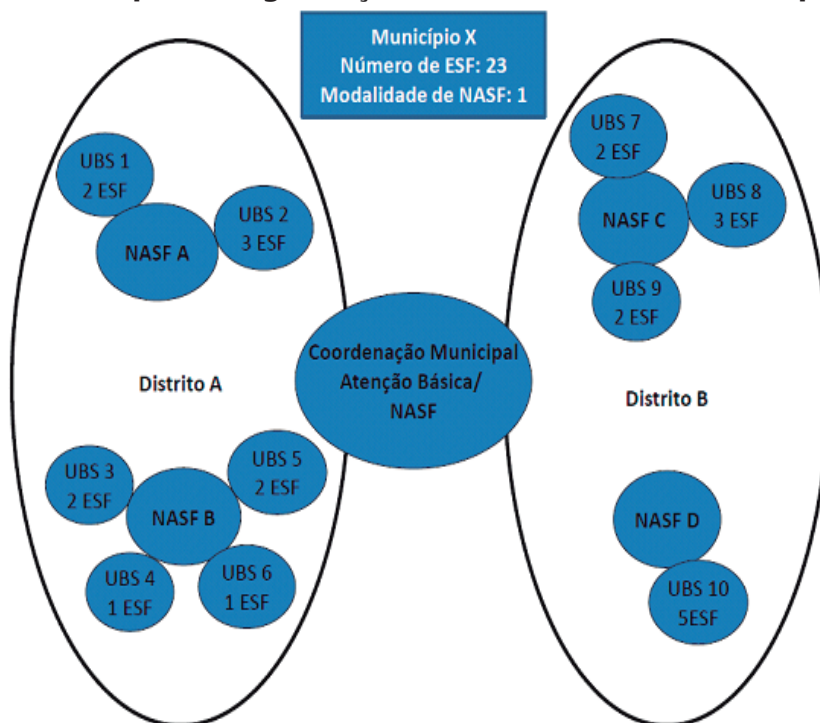 Município X
Número de ESF: 23
Modalidade de NASF: 1
UBS 1
2 ESF
NASF A
UBS 2
3 ESF
Distrito A
UBS 3
2 ESF
NASF B
UBS 5
2 ESF
UBS 4
1 ESF
UBS 6
1 ESF
Coordenação Municipal
Atenção Básica/
NASF
UBS 7
2 ESF
NASF C
UBS 8
3 ESF
UBS 9
2 ESF
Distrito B
NASF D
UBS 10
5ESF